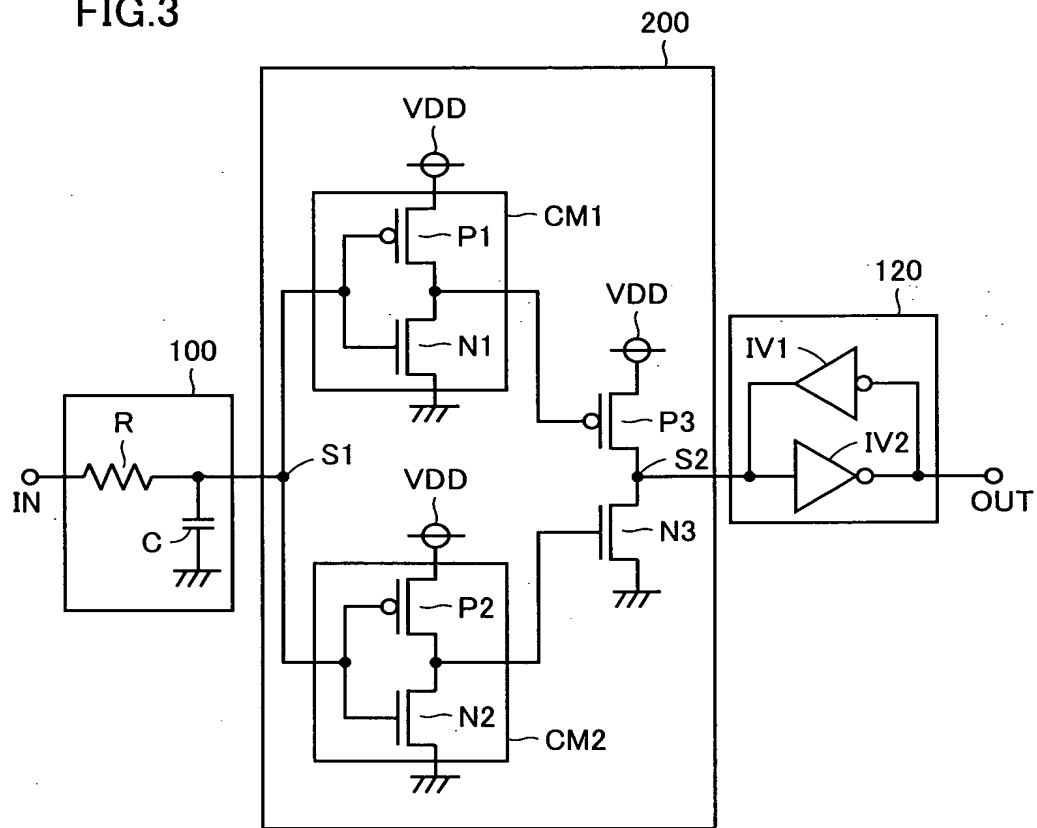 FIG.3
200
VDD
CM1
P1
N1
VDD
120
IV1
100
R
P3
IV2
S1
S2
IN
VDD
OUT
C
N3
P2
N2
CM2